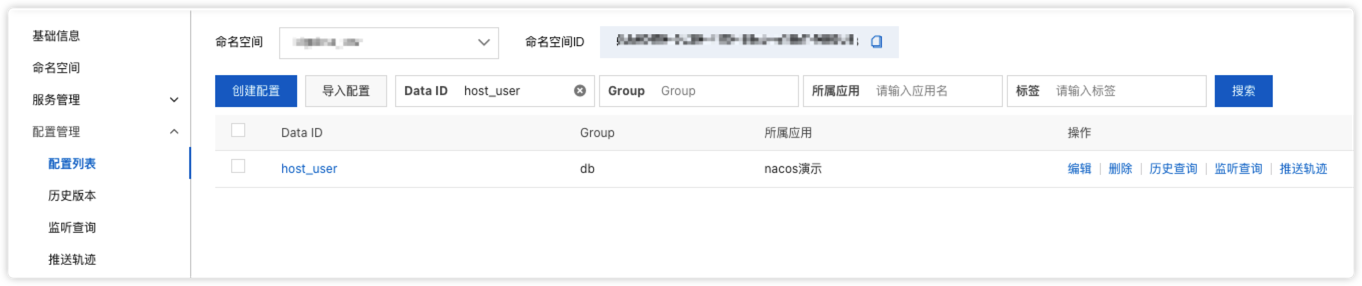 基础信息
命名空间
服务管理
配置管理
配置列表
历史版本
监听查询
推送轨迹
命名空间 命名空间ID
创建配置 导入配置 Data ID host_user Group Group 所属应用 请输入应用名 标签 请输入标签 搜索
Data ID Group 所属应用 操作
host_user db nacos演示 编辑 | 删除 | 历史查询 | 监听查询 | 推送轨迹